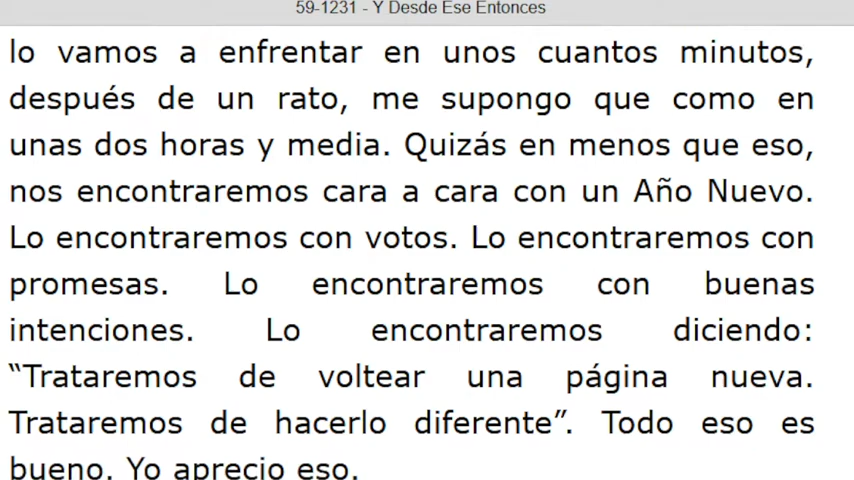 59-1231 - Y Desde Ese Entonces
lo vamos a enfrentar en unos cuantos minutos,
después de un rato, me supongo que como en
unas dos horas y media. Quizás en menos que eso,
nos encontraremos cara a cara con un Año Nuevo.
Lo encontraremos con votos. Lo encontraremos con
promesas. Lo encontraremos con buenas
intenciones. Lo encontraremos diciendo:
“Trataremos de voltear una página nueva.
Trataremos de hacerlo diferente”. Todo eso es
bueno. Yo aprecio eso.